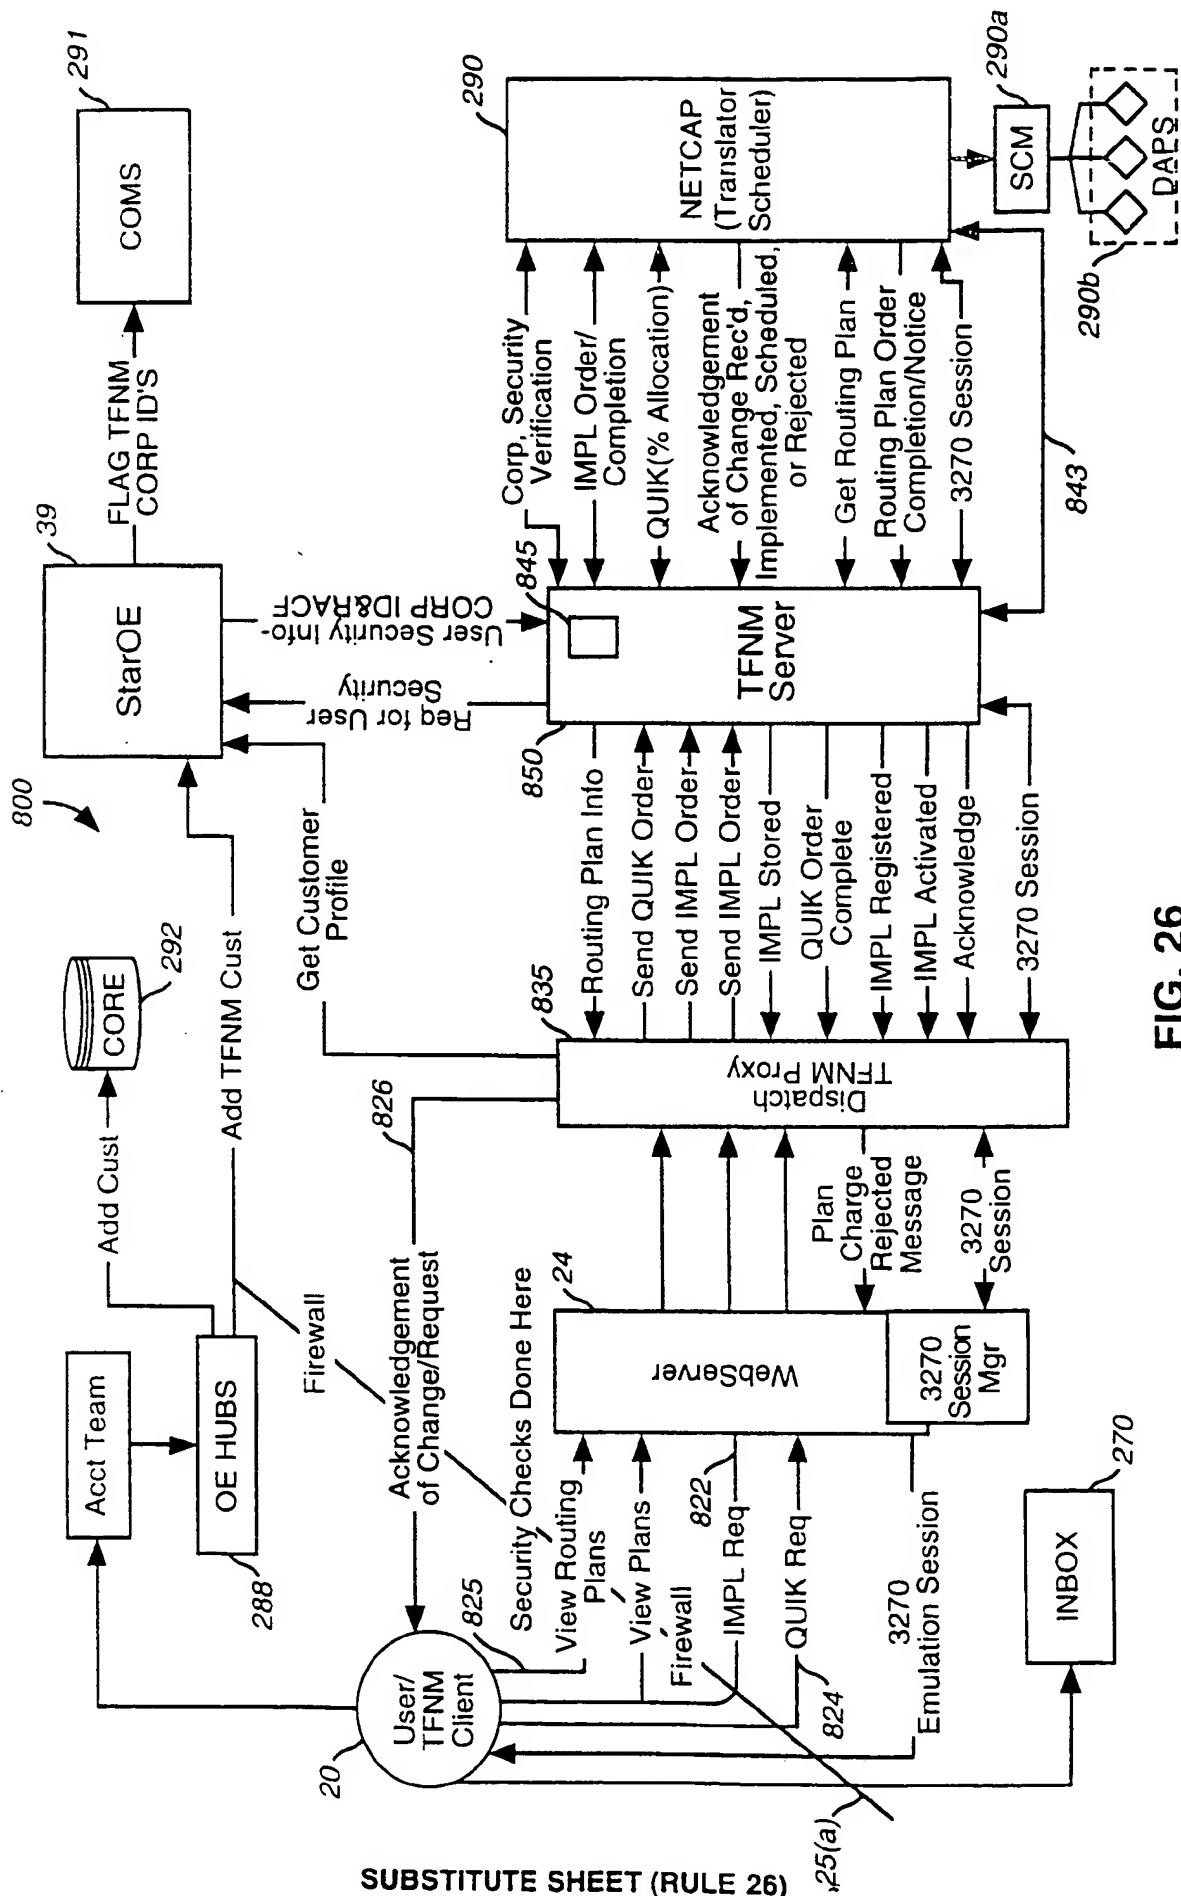 800
Acct Team
OE HUBS
288
Add Cust
CORE
292
Add TFNM Cust
Firewall
Get Customer
Profile
StarOE
39
FLAG TFNM
CORP ID'S
COMS
291
User/
TFNM
Client
20
Acknowledgement
of Change/Request
826
Req for User
Security
User Security Info-
CORP ID&RACF
825
Security Checks Done Here
View Routing
Plans
View Plans
Firewall
IMPL Req
822
QUIK Req
824
3270
Emulation Session
25(a)
INBOX
270
WebServer
24
3270
Session
Mgr
Plan
Charge
Rejected
Message
3270
Session
Dispatch
TFNM Proxy
835
Routing Plan Info
Send QUIK Order
Send IMPL Order
Send IMPL Order
IMPL Stored
QUIK Order
Complete
IMPL Registered
IMPL Activated
Acknowledge
3270 Session
850
845
TFNM
Server
Corp, Security
Verification
IMPL Order/
Completion
QUIK(% Allocation)
Acknowledgement
of Change Rec'd,
Implemented, Scheduled,
or Rejected
Get Routing Plan
Routing Plan Order
Completion/Notice
3270 Session
843
290
NETCAP
(Translator
Scheduler)
SCM
290a
DAPS
290b
FIG. 26
SUBSTITUTE SHEET (RULE 26)